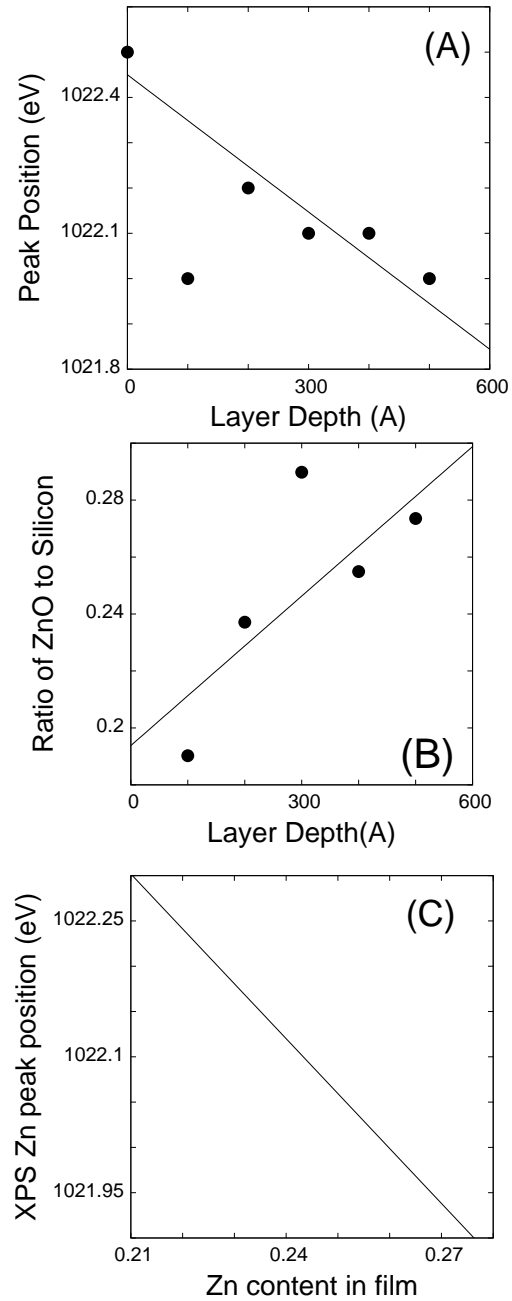 (A)
Peak Position (eV)
1022.4
1022.1
1021.8
0 300 600
Layer Depth (A)
Ratio of ZnO to Silicon
0.28
0.24
0.2
(B)
0 300 600
Layer Depth(A)
XPS Zn peak position (eV)
(C)
1022.25
1022.1
1021.95
0.21 0.24 0.27
Zn content in film